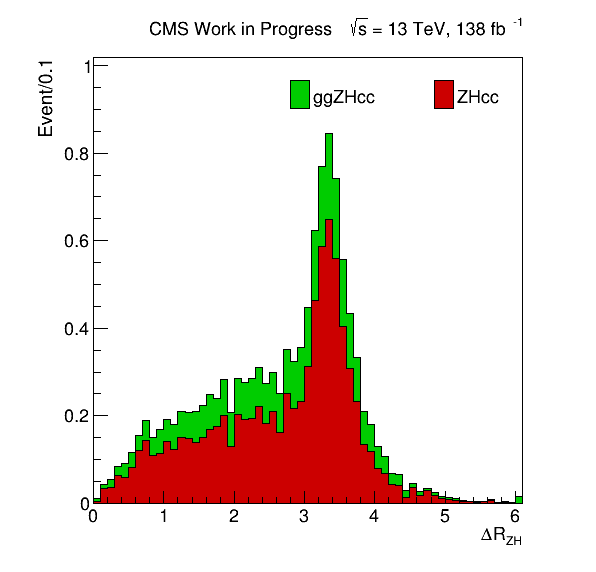 CMS Work in Progress √s = 13 TeV, 138 fb⁻¹
Event/0.1
1
ggZHcc ZHcc
0.8
0.6
0.4
0.2
0
0 1 2 3 4 5 6
ΔR_ZH